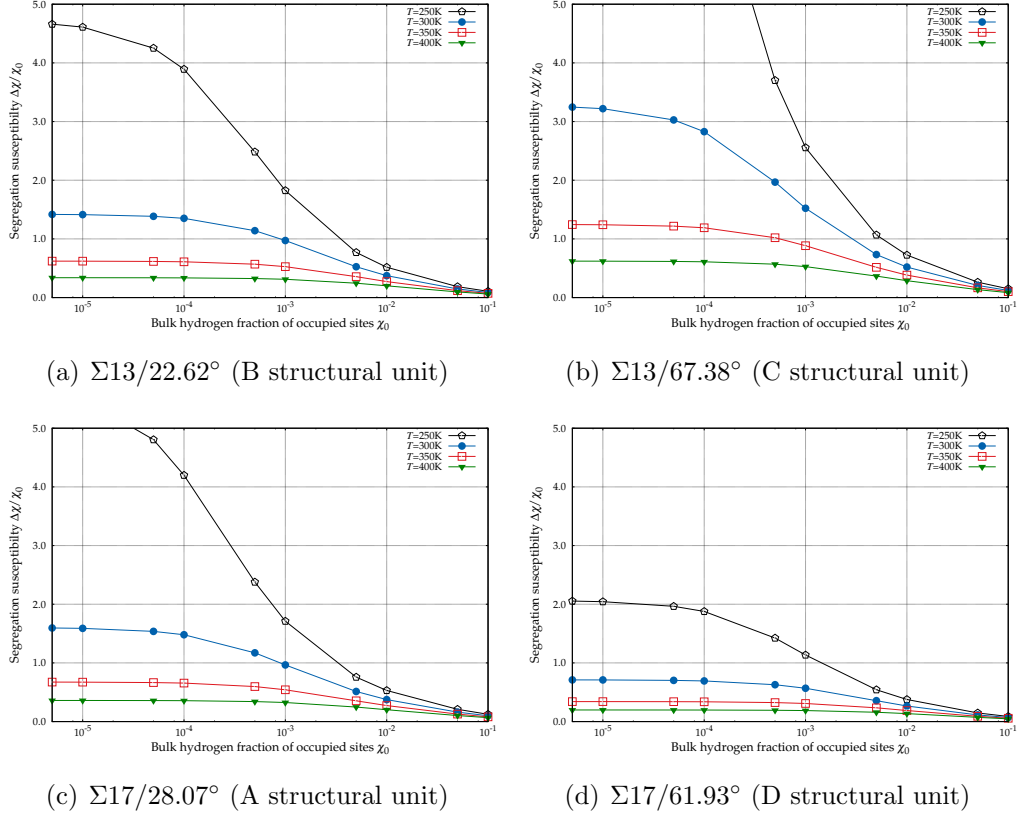 5.0
4.0
3.0
2.0
1.0
0.0
10-5
10-4
10-3
10-2
10-1
Segregation susceptibilty Δχ/χ0
Bulk hydrogen fraction of occupied sites χ0
T=250K
T=300K
T=350K
T=400K
(a) Σ13/22.62° (B structural unit)
5.0
4.0
3.0
2.0
1.0
0.0
10-5
10-4
10-3
10-2
10-1
Segregation susceptibilty Δχ/χ0
Bulk hydrogen fraction of occupied sites χ0
T=250K
T=300K
T=350K
T=400K
(b) Σ13/67.38° (C structural unit)
5.0
4.0
3.0
2.0
1.0
0.0
10-5
10-4
10-3
10-2
10-1
Segregation susceptibilty Δχ/χ0
Bulk hydrogen fraction of occupied sites χ0
T=250K
T=300K
T=350K
T=400K
(c) Σ17/28.07° (A structural unit)
5.0
4.0
3.0
2.0
1.0
0.0
10-5
10-4
10-3
10-2
10-1
Segregation susceptibilty Δχ/χ0
Bulk hydrogen fraction of occupied sites χ0
T=250K
T=300K
T=350K
T=400K
(d) Σ17/61.93° (D structural unit)